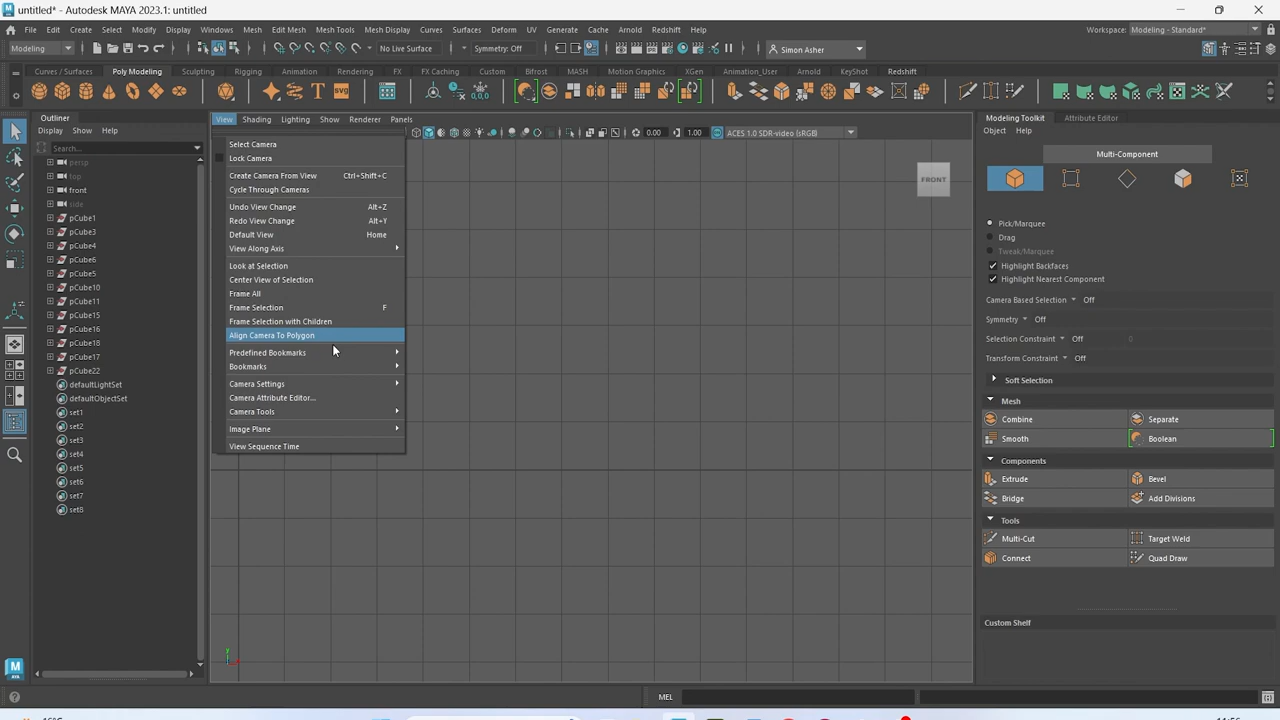 untitled* - Autodesk MAYA 2023.1: untitled
File Edit Create Select Modify Display Windows Mesh Edit Mesh Mesh Tools Mesh Display Curves Surfaces Deform UV Generate Cache Arnold Redshift Help
Workspace: Modeling - Standard*
Modeling
No Live Surface
Symmetry: Off
Simon Asher
Curves / Surfaces Poly Modeling Sculpting Rigging Animation Rendering FX FX Caching Custom Bifrost MASH Motion Graphics XGen Animation_User Arnold KeyShot Redshift
SVG
Outliner
Display Show Help
Search...
persp
top
front
side
pCube1
pCube3
pCube4
pCube6
pCube5
pCube10
pCube11
pCube15
pCube16
pCube18
pCube17
pCube22
defaultLightSet
defaultObjectSet
set1
set2
set3
set4
set5
set6
set7
set8
View Shading Lighting Show Renderer Panels
0.00
1.00
ACES 1.0 SDR-video (sRGB)
Select Camera
Lock Camera
Create Camera From View Ctrl+Shift+C
Cycle Through Cameras
Undo View Change Alt+Z
Redo View Change Alt+Y
Default View Home
View Along Axis
Look at Selection
Center View of Selection
Frame All
Frame Selection F
Frame Selection with Children
Align Camera To Polygon
Predefined Bookmarks
Bookmarks
Camera Settings
Camera Attribute Editor...
Camera Tools
Image Plane
View Sequence Time
FRONT
y
Modeling Toolkit Attribute Editor
Object Help
Multi-Component
Pick/Marquee
Drag
Tweak/Marquee
Highlight Backfaces
Highlight Nearest Component
Camera Based Selection Off
Symmetry Off
Selection Constraint Off 0
Transform Constraint Off
Soft Selection
Mesh
Combine Separate
Smooth Boolean
Components
Extrude Bevel
Bridge Add Divisions
Tools
Multi-Cut Target Weld
Connect Quad Draw
Custom Shelf
MEL